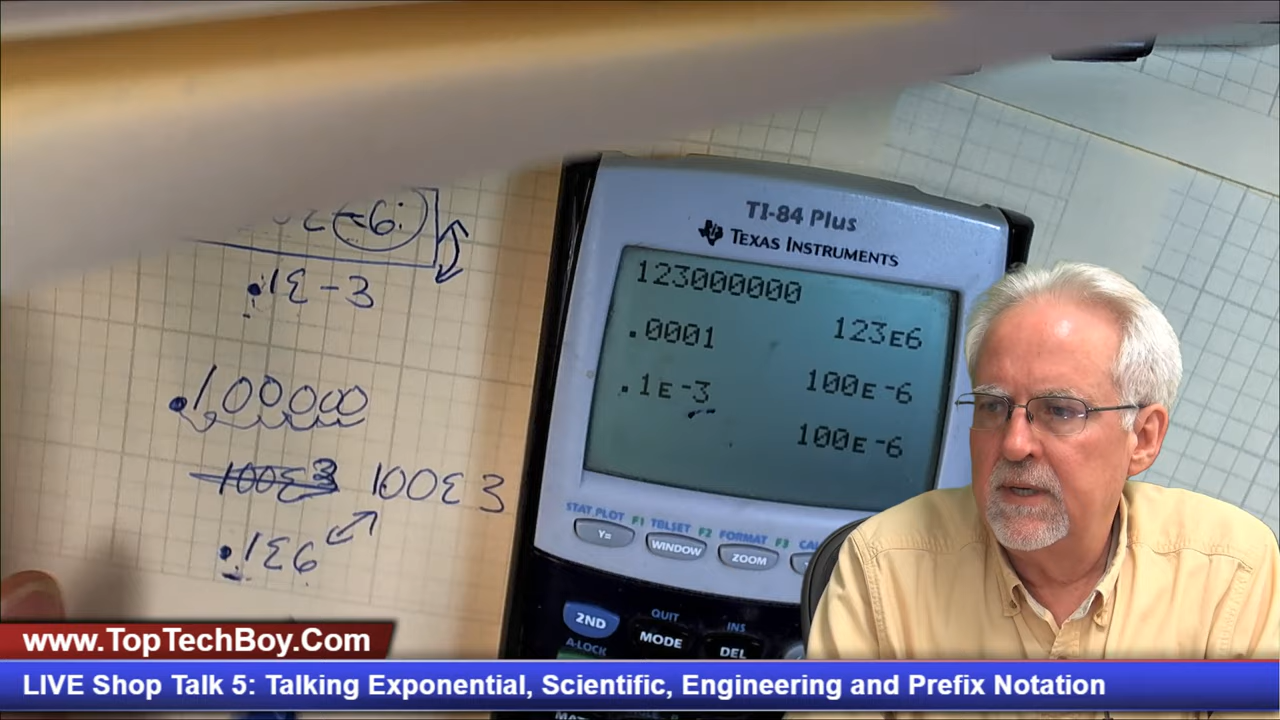 E-6
.1E-3
.100000
100E3 100E3
.1E6
TI-84 Plus
TEXAS INSTRUMENTS
123000000
123E6
.0001
100E-6
.1E-3
100E-6
STAT PLOT F1 TBLSET F2 FORMAT F3
Y= WINDOW ZOOM
QUIT INS
2ND MODE DEL
A-LOCK
www.TopTechBoy.Com
LIVE Shop Talk 5: Talking Exponential, Scientific, Engineering and Prefix Notation